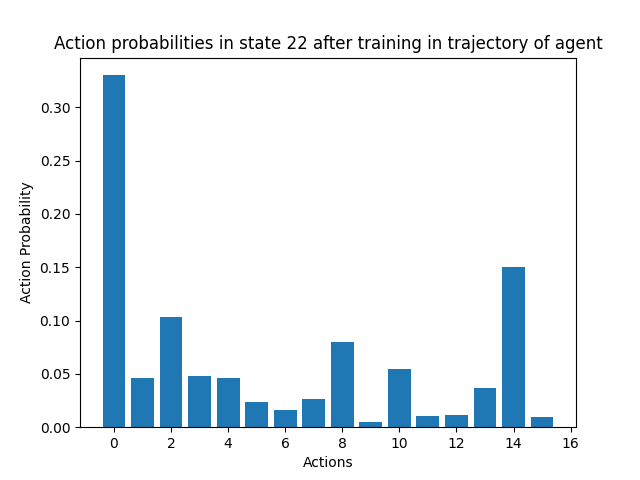 Action probabilities in state 22 after training in trajectory of agent
0.30
0.25
0.20
0.15
0.10
0.05
0.00
Action Probability
0 2 4 6 8 10 12 14 16
Actions